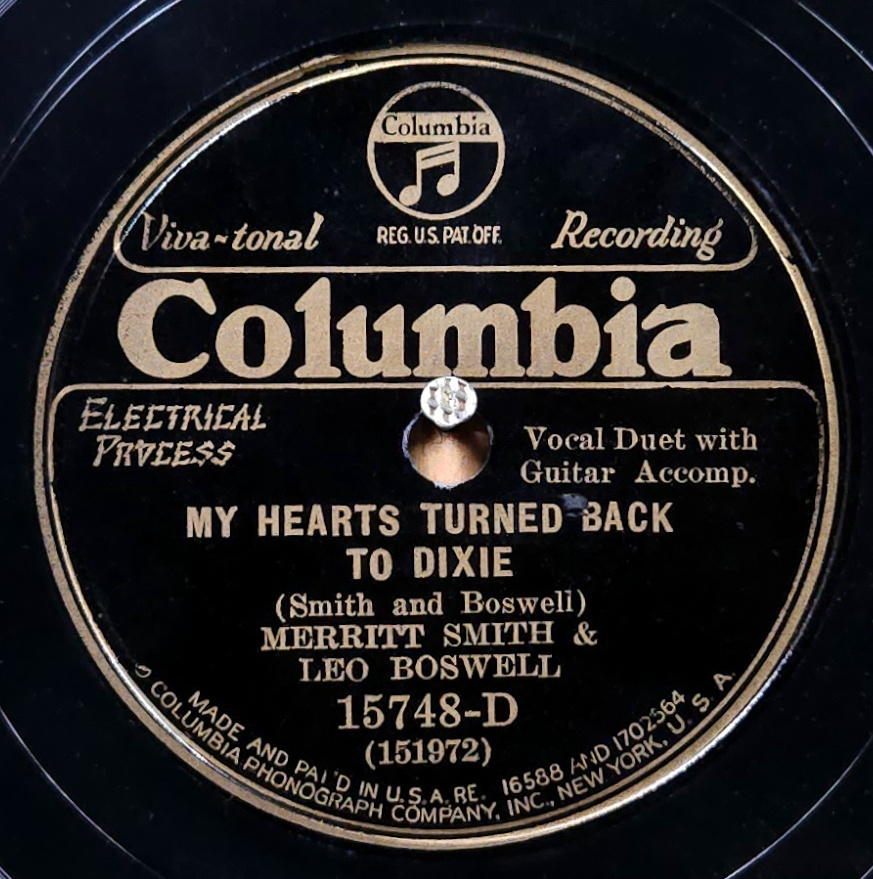 Columbia
Viva-tonal REG. U.S. PAT. OFF. Recording
Columbia
ELECTRICAL
PROCESS
Vocal Duet with
Guitar Accomp.
MY HEARTS TURNED BACK
TO DIXIE
(Smith and Boswell)
MERRITT SMITH &
LEO BOSWELL
15748-D
(151972)
MADE AND PAT'D IN U.S.A. RE. 16588 AND 1702564
COLUMBIA PHONOGRAPH COMPANY, INC., NEW YORK, U. S. A.